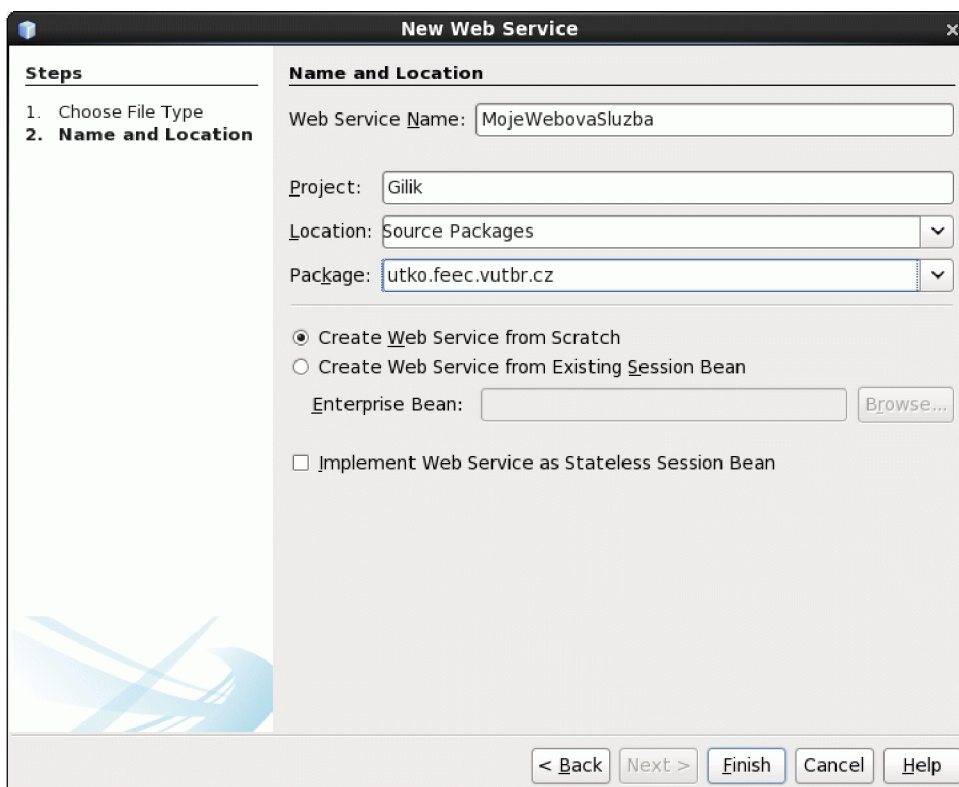 New Web Service
Steps
1. Choose File Type
2. Name and Location
Name and Location
Web Service Name: MojeWebovaSluzba
Project: Gilik
Location: Source Packages
Package: utko.feec.vutbr.cz
Create Web Service from Scratch
Create Web Service from Existing Session Bean
Enterprise Bean: Browse...
Implement Web Service as Stateless Session Bean
< Back Next > Finish Cancel Help